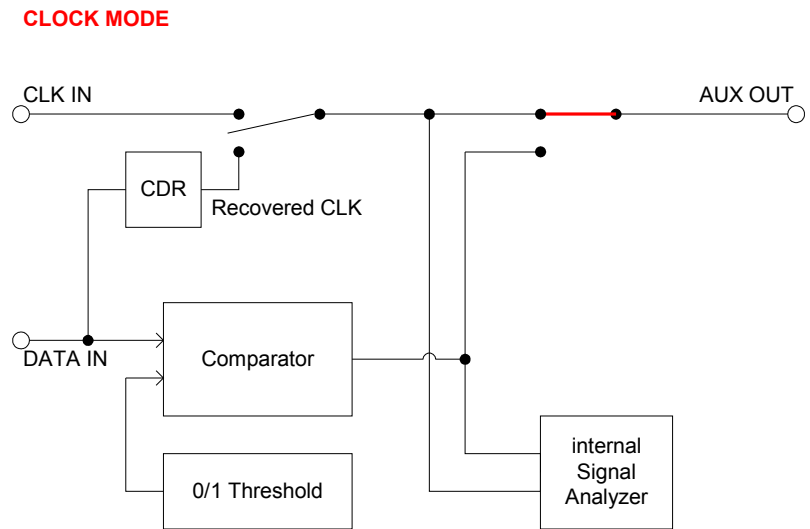 CLOCK MODE
CLK IN
AUX OUT
CDR
Recovered CLK
DATA IN
Comparator
0/1 Threshold
internal
Signal
Analyzer